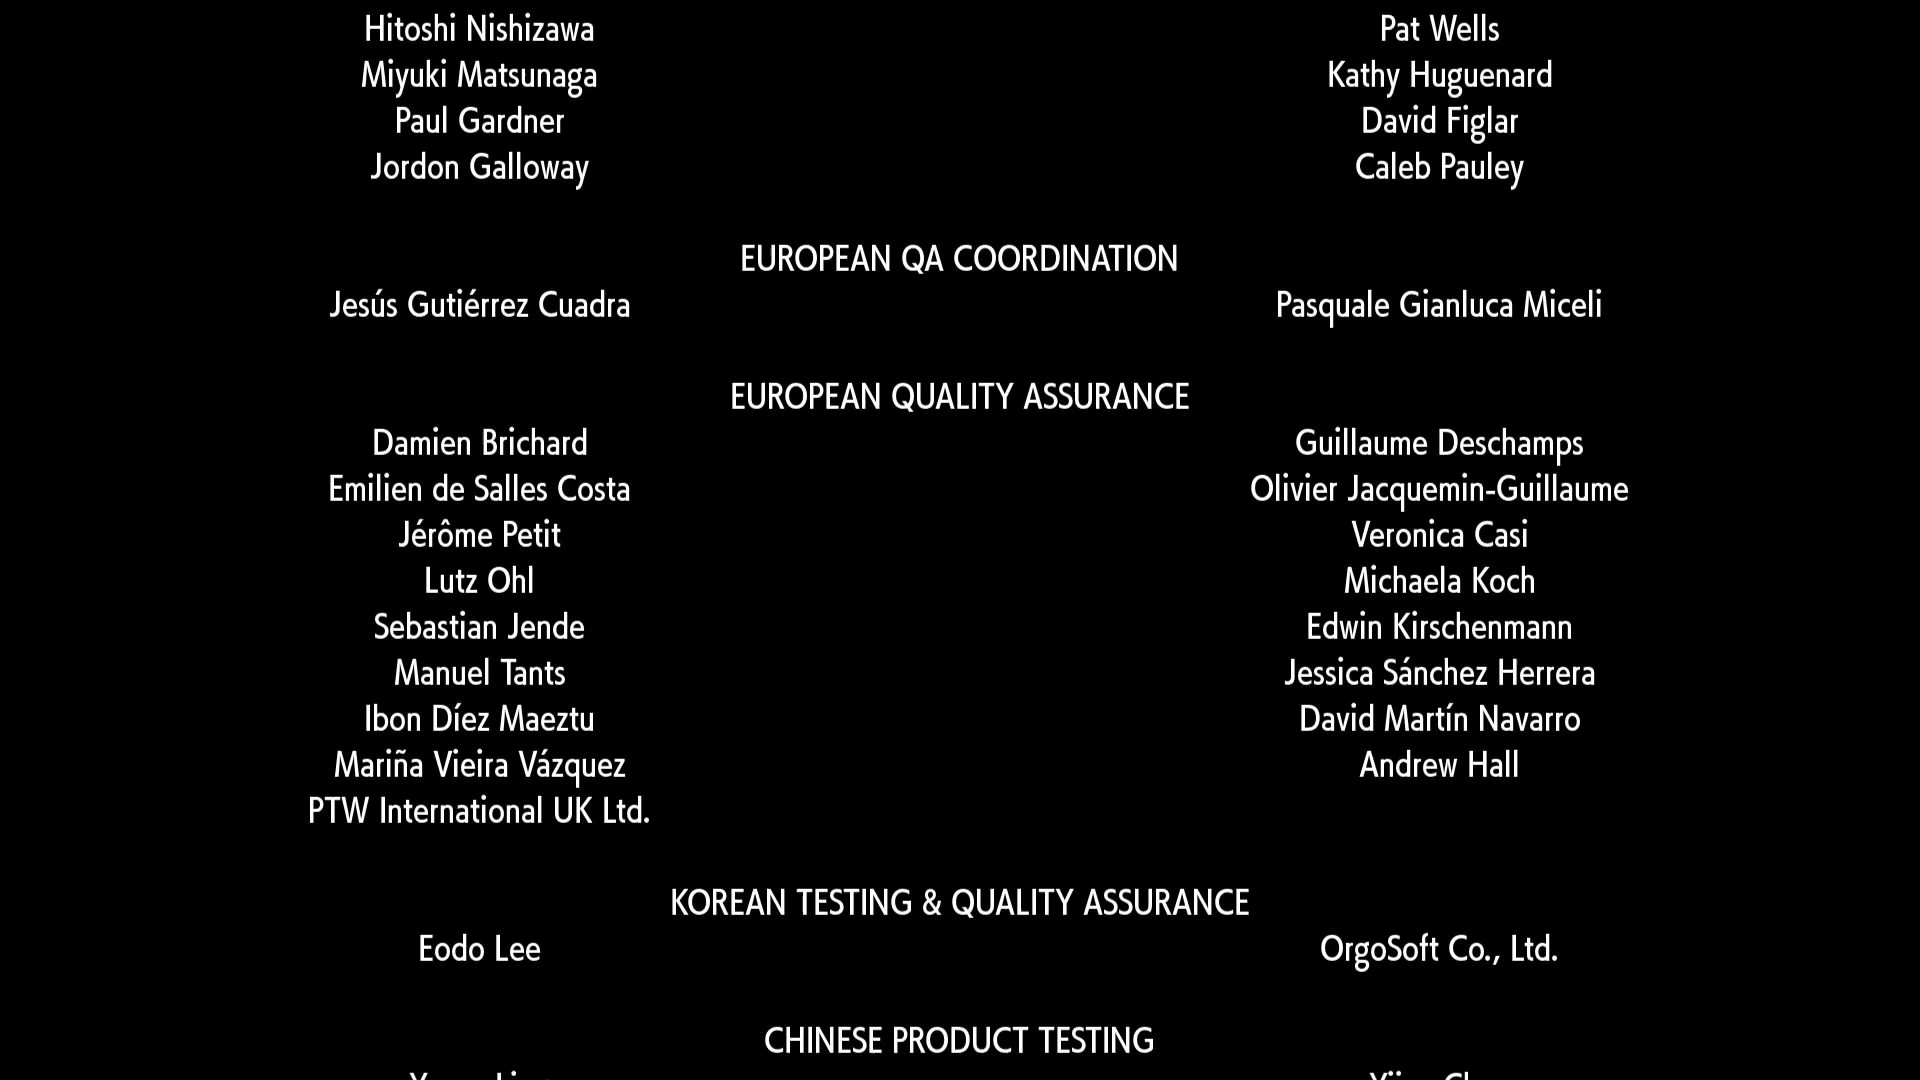 Hitoshi Nishizawa Pat Wells
Miyuki Matsunaga Kathy Huguenard
Paul Gardner David Figlar
Jordon Galloway Caleb Pauley
EUROPEAN QA COORDINATION
Jesús Gutiérrez Cuadra Pasquale Gianluca Miceli
EUROPEAN QUALITY ASSURANCE
Damien Brichard Guillaume Deschamps
Emilien de Salles Costa Olivier Jacquemin-Guillaume
Jérôme Petit Veronica Casi
Lutz Ohl Michaela Koch
Sebastian Jende Edwin Kirschenmann
Manuel Tants Jessica Sánchez Herrera
Ibon Díez Maeztu David Martín Navarro
Mariña Vieira Vázquez Andrew Hall
PTW International UK Ltd.
KOREAN TESTING & QUALITY ASSURANCE
Eodo Lee OrgoSoft Co., Ltd.
CHINESE PRODUCT TESTING